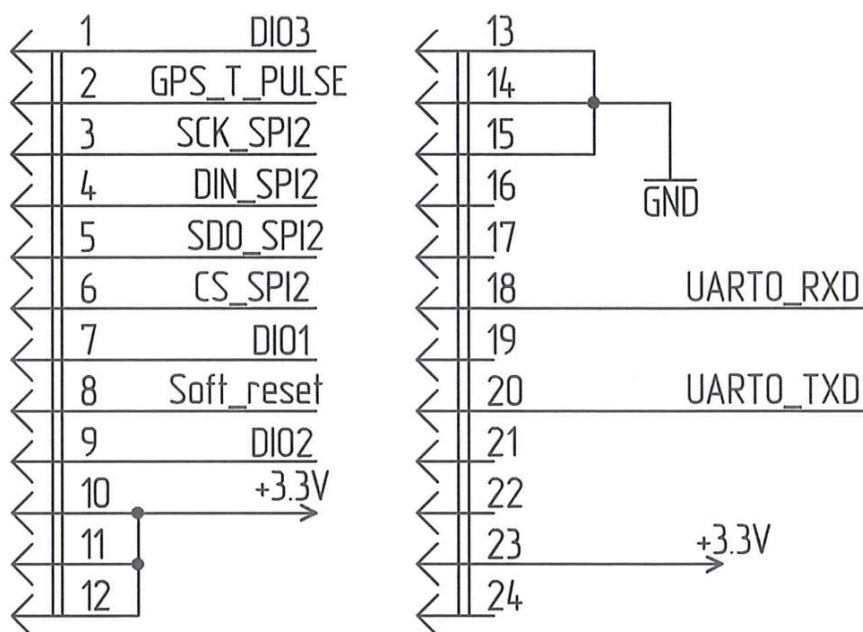 1 DIO3
2 GPS_T_PULSE
3 SCK_SPI2
4 DIN_SPI2
5 SDO_SPI2
6 CS_SPI2
7 DIO1
8 Soft_reset
9 DIO2
10 +3.3V
11
12
13
14
15
16
GND
17
18 UART0_RXD
19
20 UART0_TXD
21
22
23 +3.3V
24